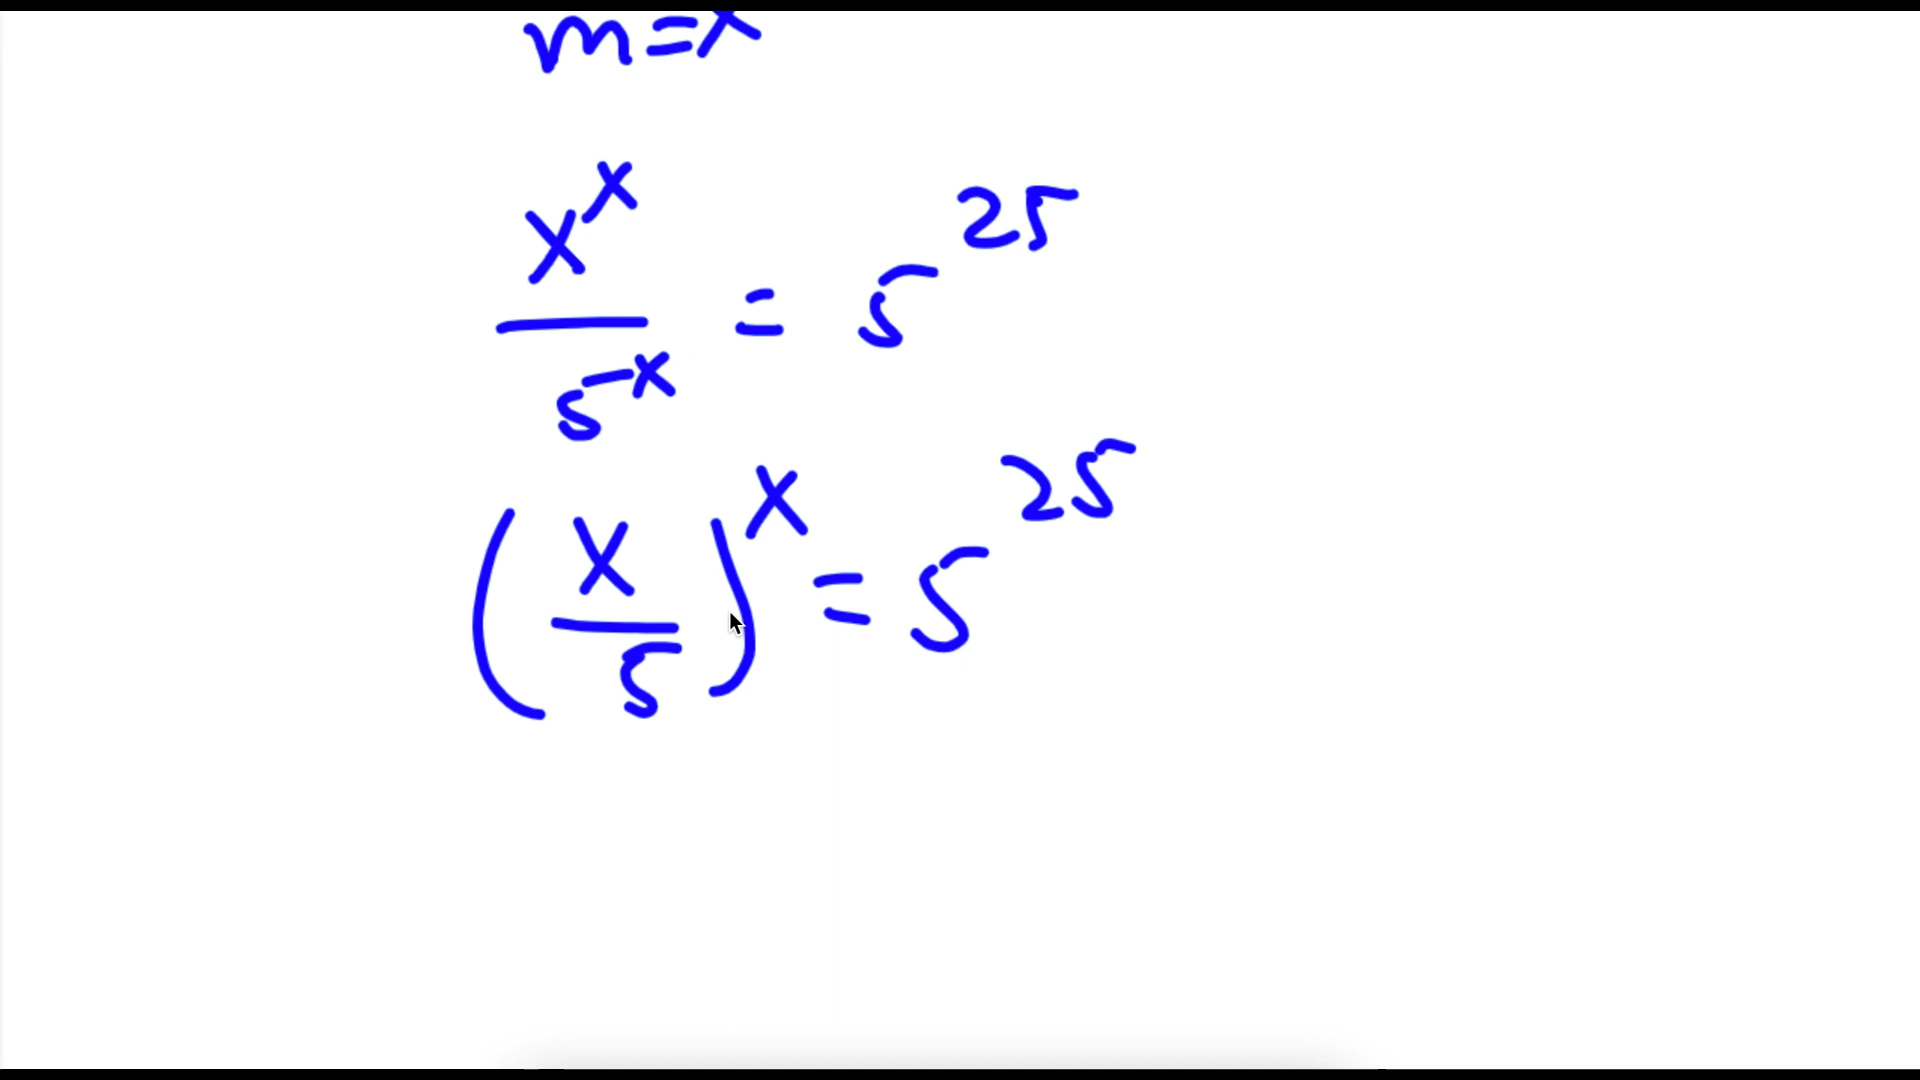 m=x
x^x / 5^x = 5^25
(x/5)^x = 5^25